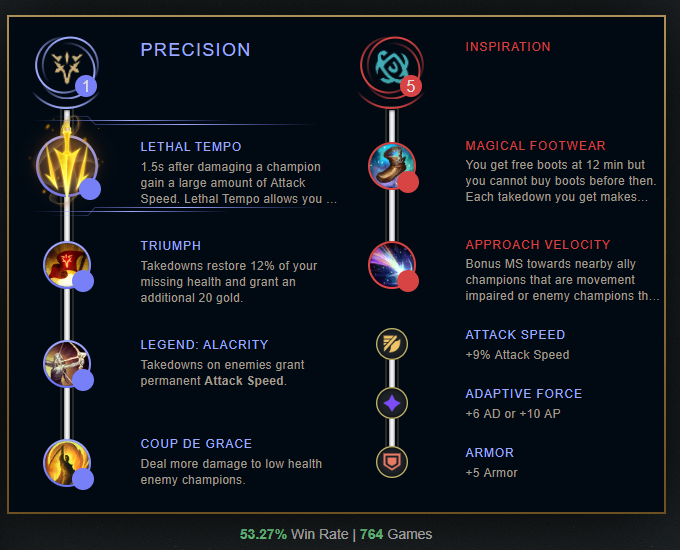 PRECISION
1
LETHAL TEMPO
1.5s after damaging a champion
gain a large amount of Attack
Speed. Lethal Tempo allows you ...
TRIUMPH
Takedowns restore 12% of your
missing health and grant an
additional 20 gold.
LEGEND: ALACRITY
Takedowns on enemies grant
permanent Attack Speed.
COUP DE GRACE
Deal more damage to low health
enemy champions.
INSPIRATION
5
MAGICAL FOOTWEAR
You get free boots at 12 min but
you cannot buy boots before then.
Each takedown you get makes...
APPROACH VELOCITY
Bonus MS towards nearby ally
champions that are movement
impaired or enemy champions th...
ATTACK SPEED
+9% Attack Speed
ADAPTIVE FORCE
+6 AD or +10 AP
ARMOR
+5 Armor
53.27% Win Rate | 764 Games